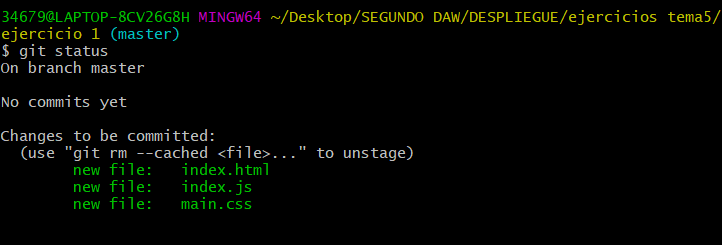 34679@LAPTOP-8CV26G8H MINGW64 ~/Desktop/SEGUNDO DAW/DESPLIEGUE/ejercicios tema5/
ejercicio 1 (master)
$ git status
On branch master
No commits yet
Changes to be committed:
  (use "git rm --cached <file>..." to unstage)
        new file:   index.html
        new file:   index.js
        new file:   main.css